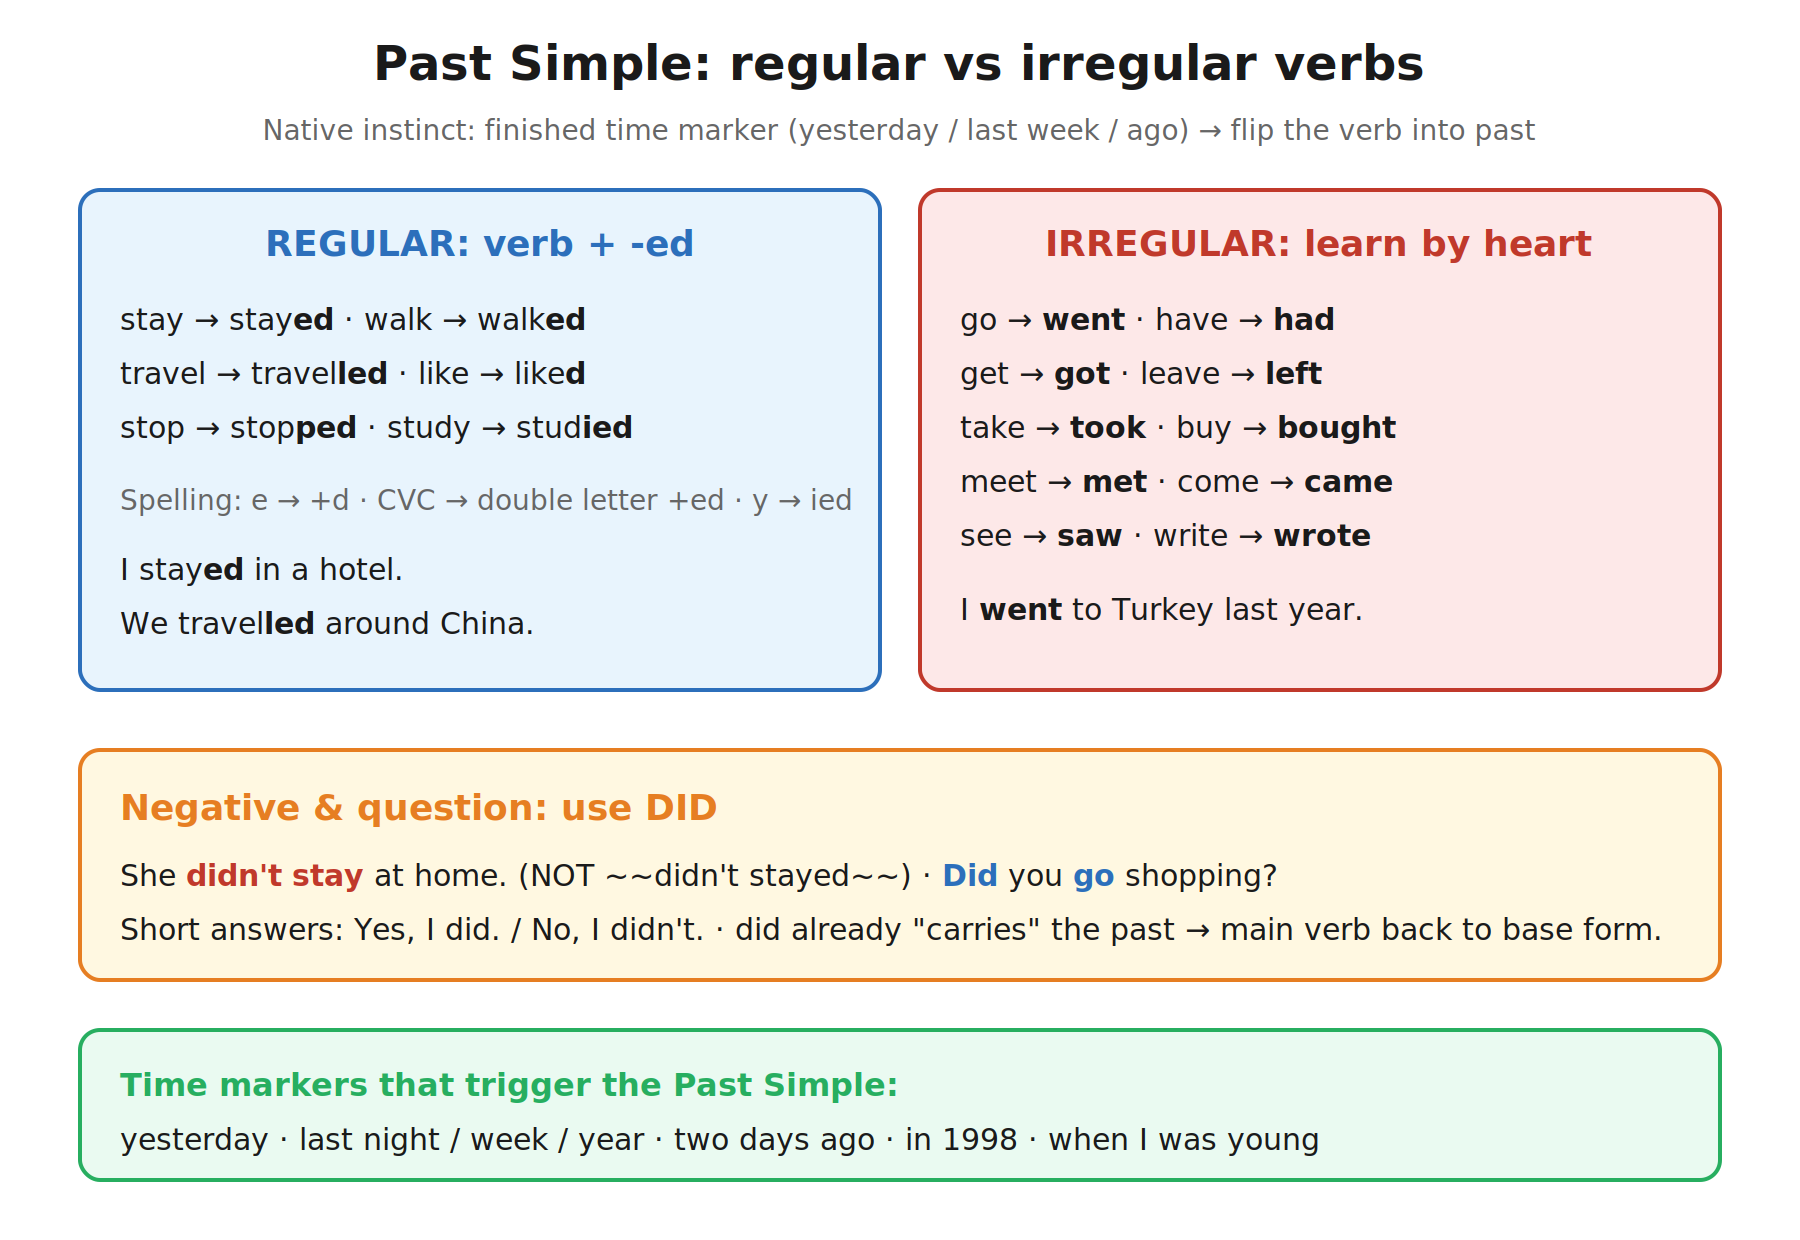 Past Simple: regular vs irregular verbs
Native instinct: finished time marker (yesterday / last week / ago) → flip the verb into past
REGULAR: verb + -ed
stay → stayed · walk → walked
travel → travelled · like → liked
stop → stopped · study → studied
Spelling: e → +d · CVC → double letter +ed · y → ied
I stayed in a hotel.
We travelled around China.
IRREGULAR: learn by heart
go → went · have → had
get → got · leave → left
take → took · buy → bought
meet → met · come → came
see → saw · write → wrote
I went to Turkey last year.
Negative & question: use DID
She didn't stay at home. (NOT ~~didn't stayed~~) · Did you go shopping?
Short answers: Yes, I did. / No, I didn't. · did already "carries" the past → main verb back to base form.
Time markers that trigger the Past Simple:
yesterday · last night / week / year · two days ago · in 1998 · when I was young